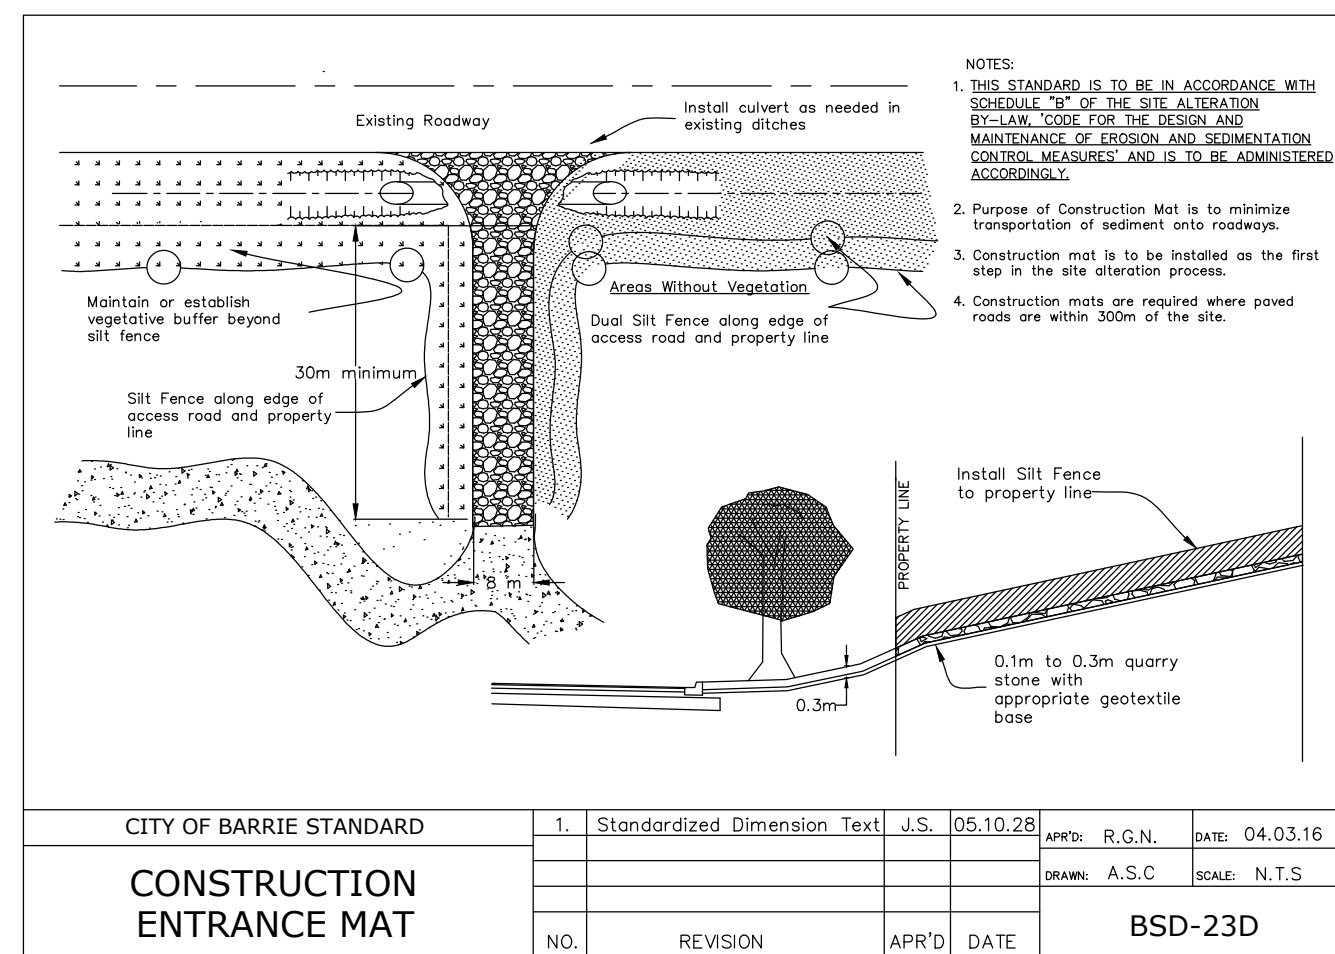 NOTES:
1. THIS STANDARD IS TO BE IN ACCORDANCE WITH
SCHEDULE "B" OF THE SITE ALTERATION
BY-LAW, 'CODE FOR THE DESIGN AND
MAINTENANCE OF EROSION AND SEDIMENTATION
CONTROL MEASURES' AND IS TO BE ADMINISTERED
ACCORDINGLY.
2. Purpose of Construction Mat is to minimize
transportation of sediment onto roadways.
3. Construction mat is to be installed as the first
step in the site alteration process.
4. Construction mats are required where paved
roads are within 300m of the site.
Existing Roadway
Install culvert as needed in
existing ditches
Maintain or establish
vegetative buffer beyond
silt fence
Areas Without Vegetation
Dual Silt Fence along edge of
access road and property line
30m minimum
Silt Fence along edge of
access road and property
line
8 m
PROPERTY LINE
Install Silt Fence
to property line
0.1m to 0.3m quarry
stone with
appropriate geotextile
base
0.3m
CITY OF BARRIE STANDARD
CONSTRUCTION
ENTRANCE MAT
1. Standardized Dimension Text J.S. 05.10.28
NO. REVISION APR'D DATE
APR'D: R.G.N. DATE: 04.03.16
DRAWN: A.S.C SCALE: N.T.S
BSD-23D